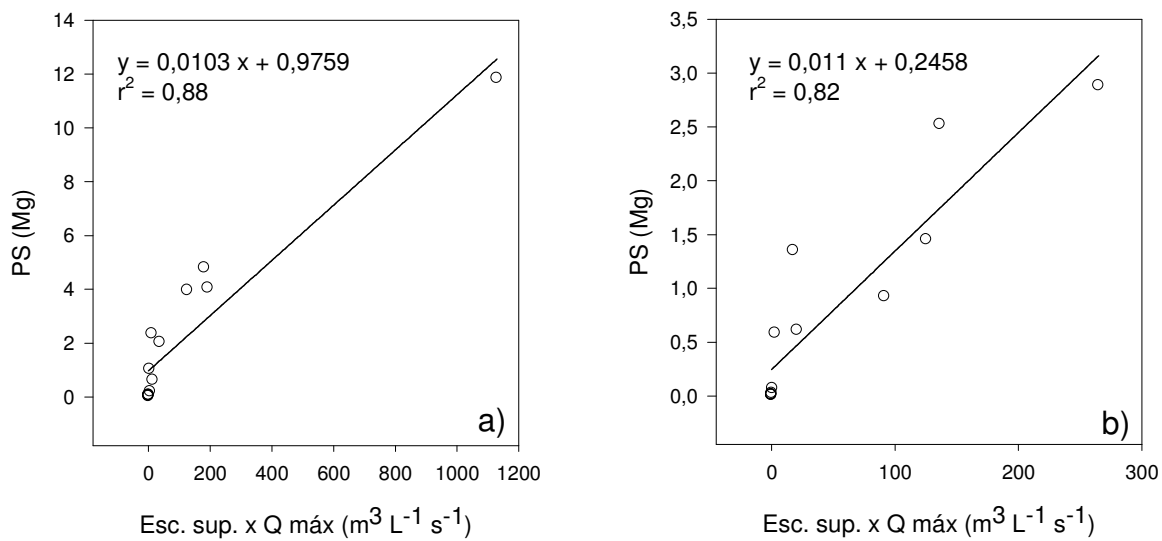 14
12
10
8
6
4
2
0
PS (Mg)
y = 0,0103 x + 0,9759
r² = 0,88
a)
0 200 400 600 800 1000 1200
Esc. sup. x Q máx (m³ L⁻¹ s⁻¹)
3,5
3,0
2,5
2,0
1,5
1,0
0,5
0,0
PS (Mg)
y = 0,011 x + 0,2458
r² = 0,82
b)
0 100 200 300
Esc. sup. x Q máx (m³ L⁻¹ s⁻¹)